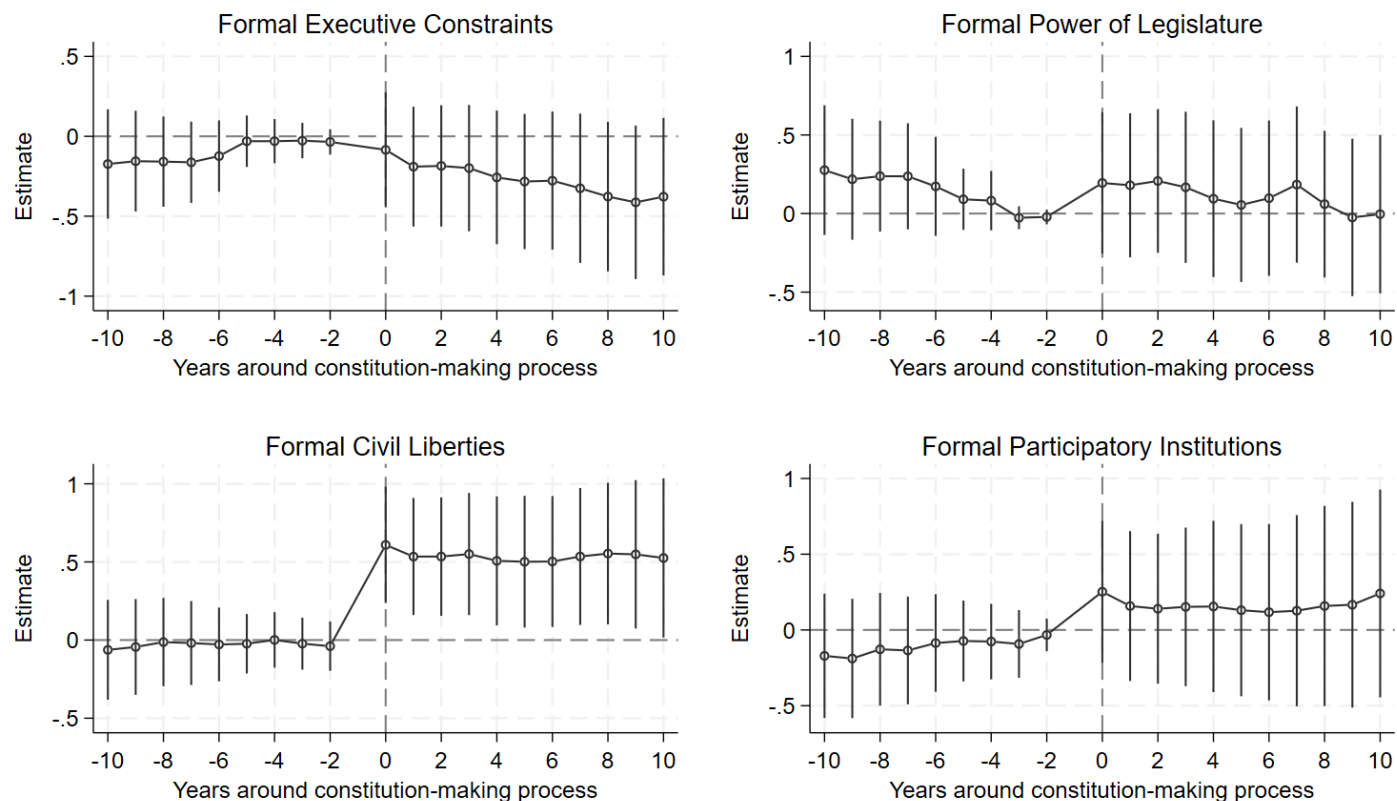 Formal Executive Constraints
Formal Power of Legislature
.5
0
-.5
-1
Estimate
-10 -8 -6 -4 -2 0 2 4 6 8 10
Years around constitution-making process
1
.5
0
-.5
Estimate
-10 -8 -6 -4 -2 0 2 4 6 8 10
Years around constitution-making process
Formal Civil Liberties
Formal Participatory Institutions
1
.5
0
-.5
Estimate
-10 -8 -6 -4 -2 0 2 4 6 8 10
Years around constitution-making process
1
.5
0
-.5
Estimate
-10 -8 -6 -4 -2 0 2 4 6 8 10
Years around constitution-making process